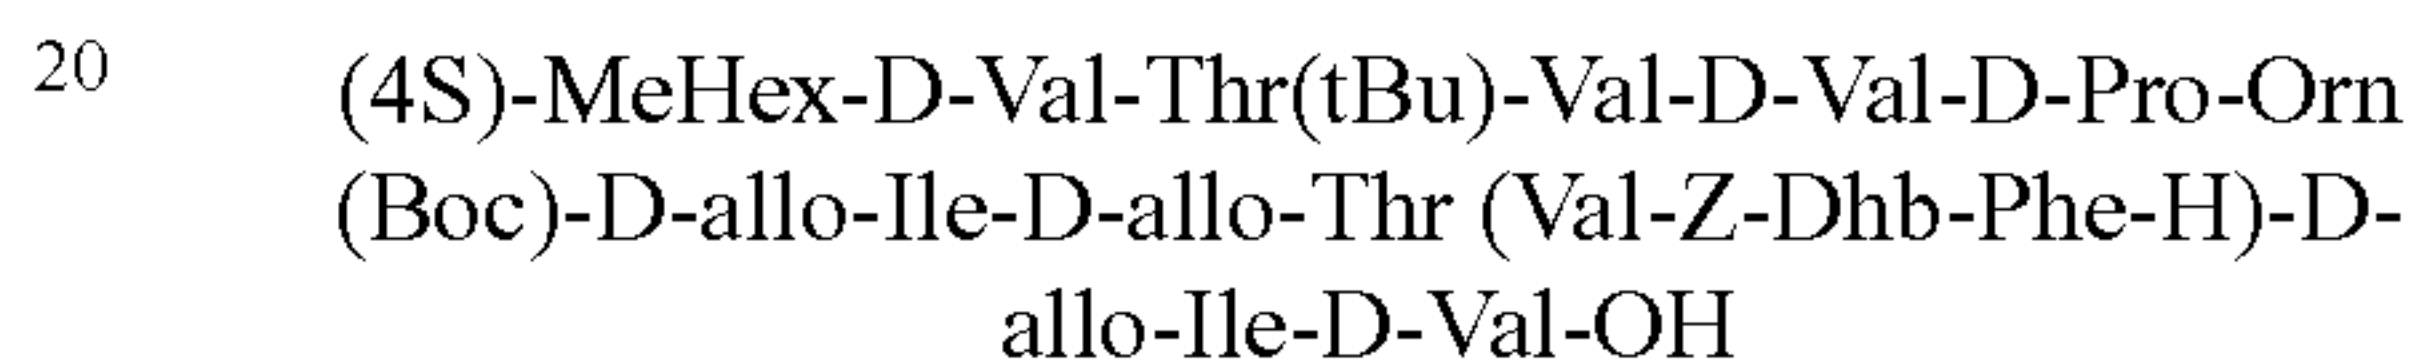 20 (4S)-MeHex-D-Val-Thr(tBu)-Val-D-Val-D-Pro-Orn
(Boc)-D-allo-Ile-D-allo-Thr (Val-Z-Dhb-Phe-H)-D-
allo-Ile-D-Val-OH